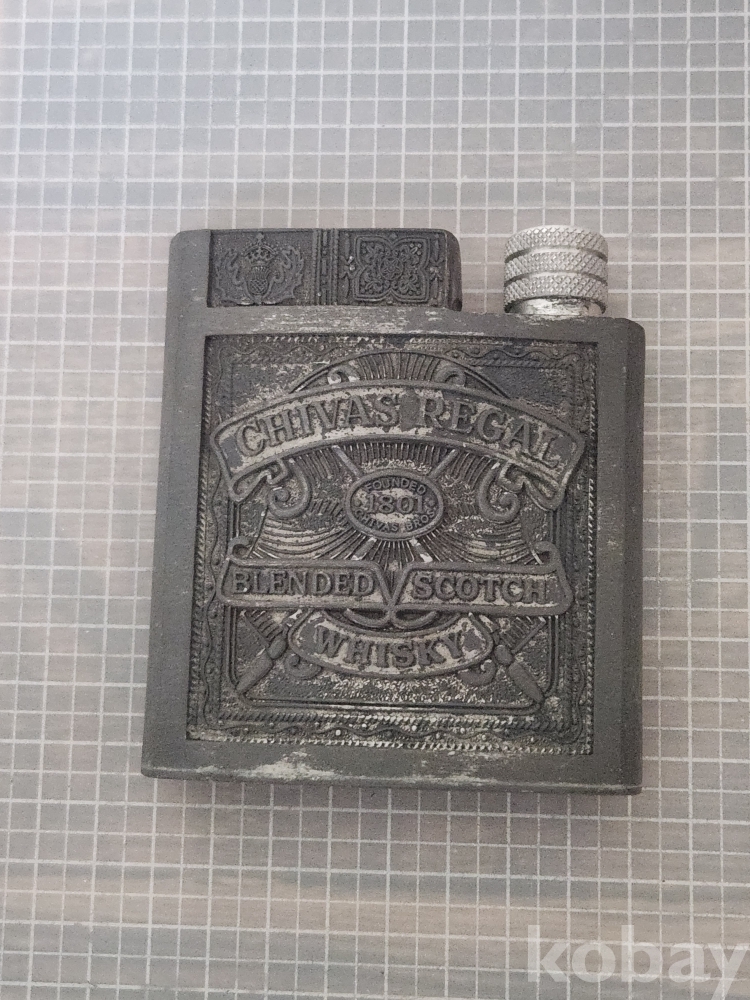 CHIVAS REGAL
FOUNDED
1801
CHIVAS BROS
BLENDED SCOTCH
WHISKY
kobay